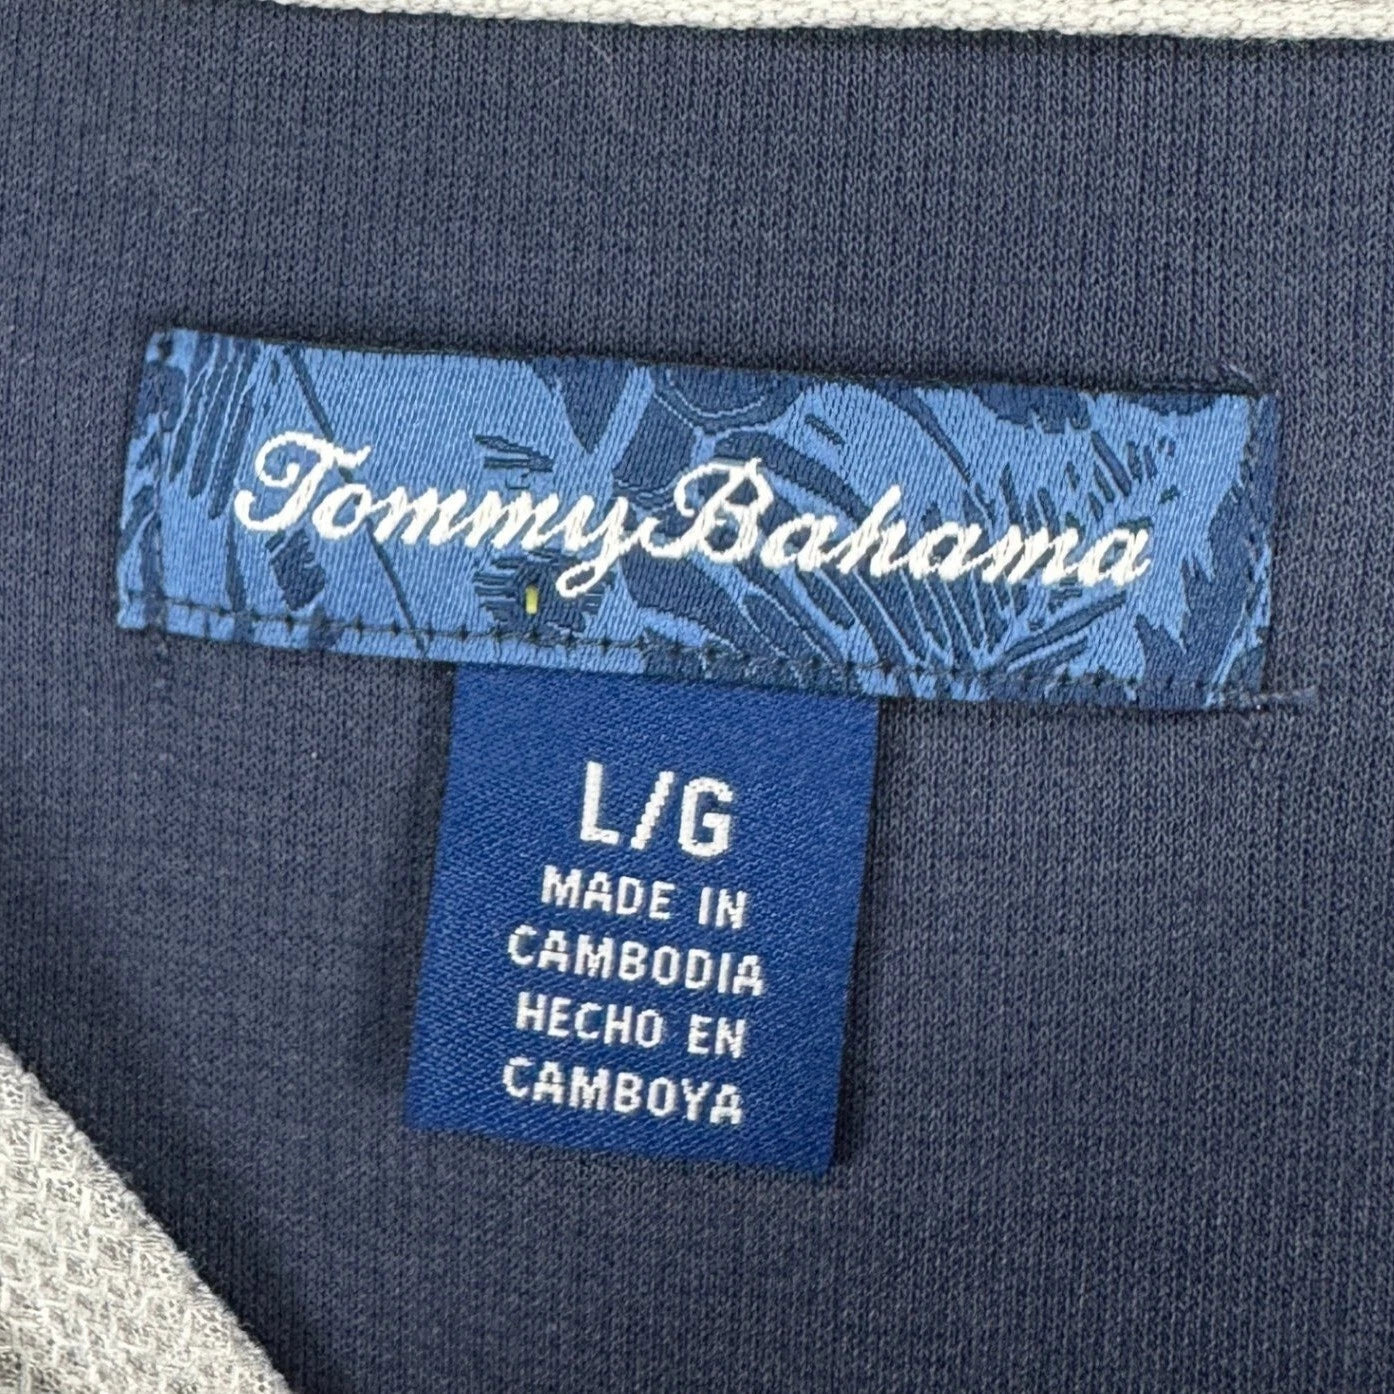 Tommy Bahama
L/G
MADE IN
CAMBODIA
HECHO EN
CAMBOYA